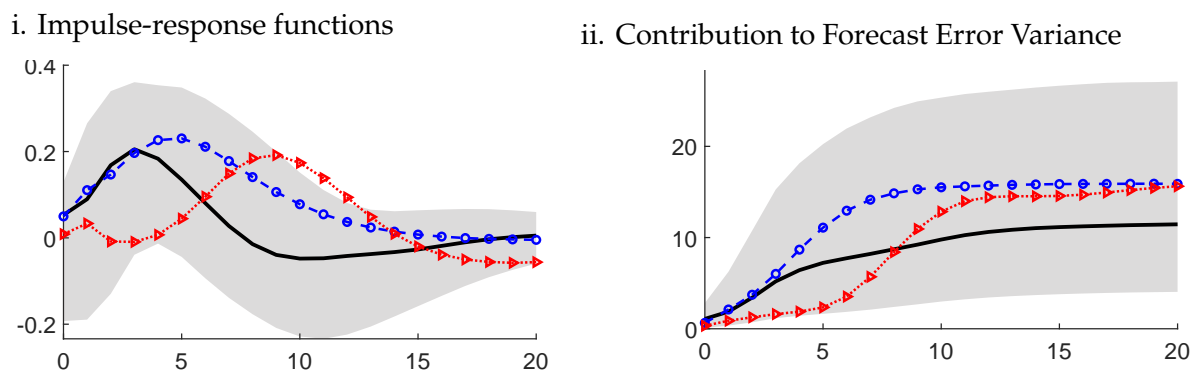 i. Impulse-response functions
0.4
0.2
0
-0.2
0 5 10 15 20
ii. Contribution to Forecast Error Variance
20
10
0
0 5 10 15 20